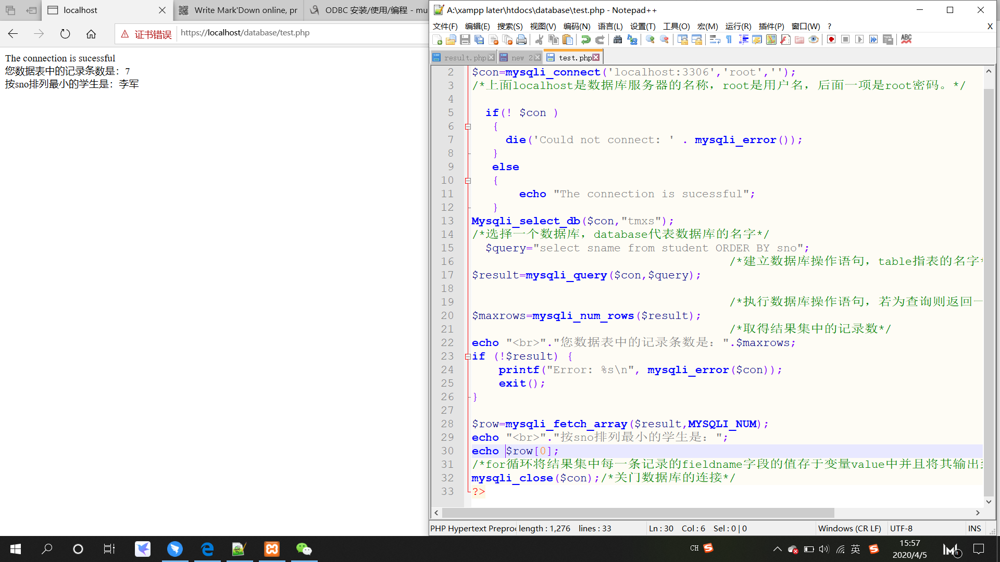 localhost
Write Mark'Down online, pr
ODBC 安装/使用/编程 - mu
证书错误
https://localhost/database/test.php
The connection is sucessful
您数据表中的记录条数是：7
按sno排列最小的学生是：李军
A:\xampp later\htdocs\database\test.php - Notepad++
文件(F) 编辑(E) 搜索(S) 视图(V) 编码(N) 语言(L) 设置(T) 工具(O) 宏(M) 运行(R) 插件(P) 窗口(W) ? X
ABC
result.php new 2 test.php
2 $con=mysqli_connect('localhost:3306','root','');
3 /*上面localhost是数据库服务器的名称，root是用户名，后面一项是root密码。*/
4
5 if(! $con )
6 {
7 die('Could not connect: ' . mysqli_error());
8 }
9 else
10 {
11 echo "The connection is sucessful";
12 }
13 Mysqli_select_db($con,"tmxs");
14 /*选择一个数据库，database代表数据库的名字*/
15 $query="select sname from student ORDER BY sno";
16 /*建立数据库操作语句，table指表的名字*
17 $result=mysqli_query($con,$query);
18
19 /*执行数据库操作语句，若为查询则返回一
20 $maxrows=mysqli_num_rows($result);
21 /*取得结果集中的记录数*/
22 echo "<br>"."您数据表中的记录条数是：".$maxrows;
23 if (!$result) {
24 printf("Error: %s\n", mysqli_error($con));
25 exit();
26 }
27
28 $row=mysqli_fetch_array($result,MYSQLI_NUM);
29 echo "<br>"."按sno排列最小的学生是：";
30 echo $row[0];
31 /*for循环将结果集中每一条记录的fieldname字段的值存于变量value中并且将其输出到
32 mysqli_close($con);/*关门数据库的连接*/
33 ?>
PHP Hypertext Preproc length : 1,276 lines : 33 Ln : 30 Col : 6 Sel : 0 | 0 Windows (CR LF) UTF-8 INS
CH 英 15:57
2020/4/5